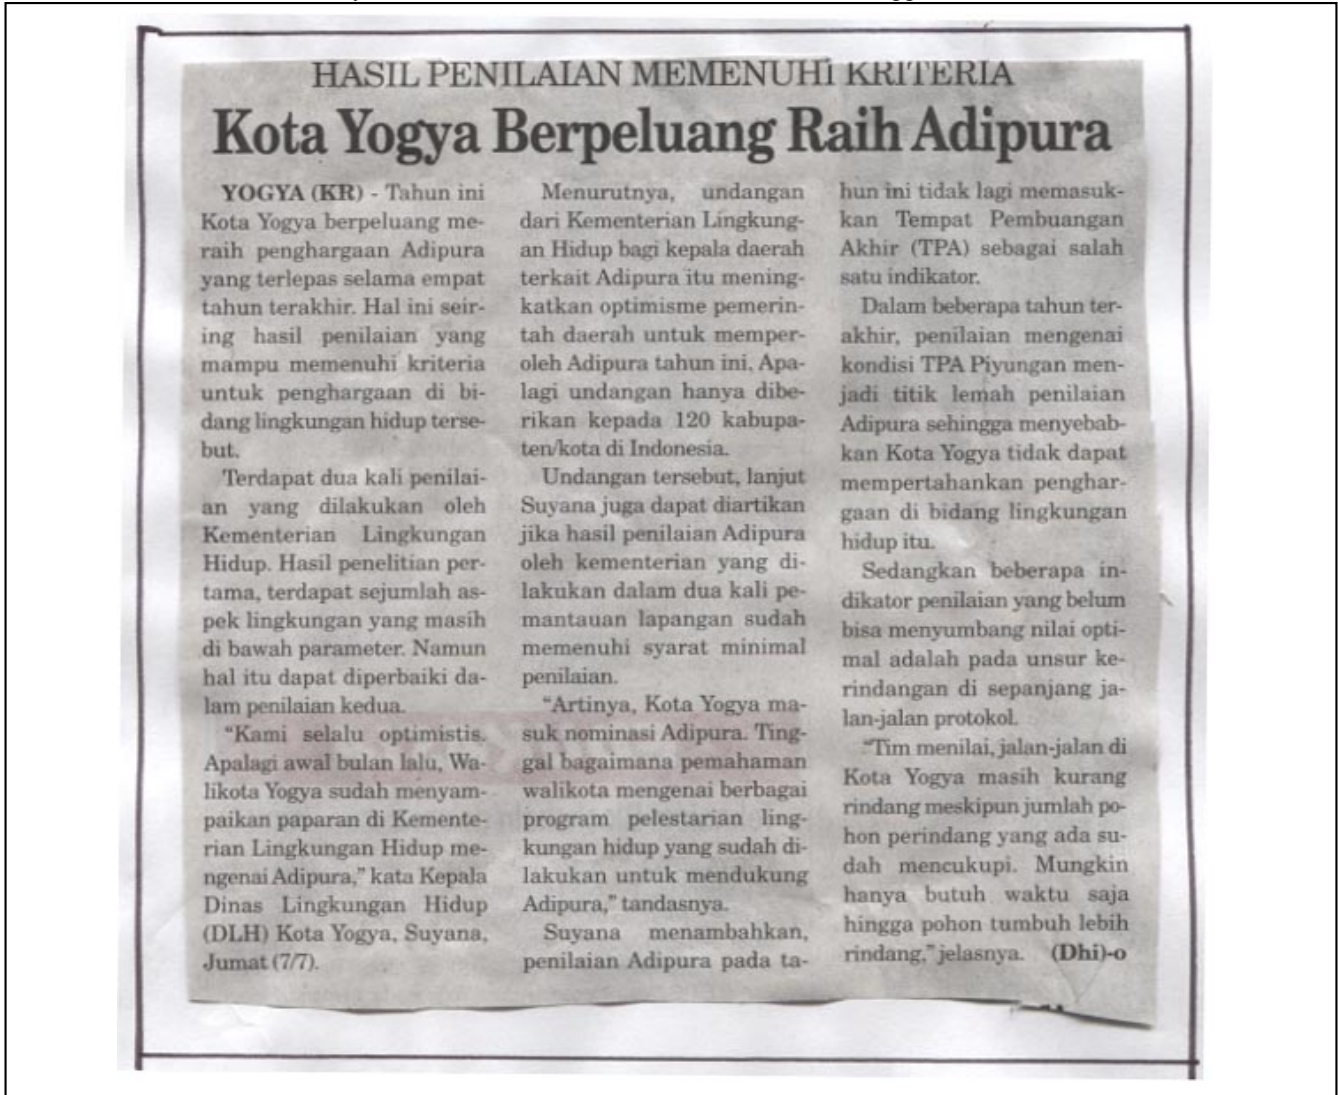 HASIL PENILAIAN MEMENUHI KRITERIA
Kota Yogya Berpeluang Raih Adipura
YOGYA (KR) - Tahun ini
Kota Yogya berpeluang me-
raih penghargaan Adipura
yang terlepas selama empat
tahun terakhir. Hal ini seir-
ing hasil penilaian yang
mampu memenuhi kriteria
untuk penghargaan di bi-
dang lingkungan hidup terse-
but.
Terdapat dua kali penilai-
an yang dilakukan oleh
Kementerian Lingkungan
Hidup. Hasil penelitian per-
tama, terdapat sejumlah as-
pek lingkungan yang masih
di bawah parameter. Namun
hal itu dapat diperbaiki da-
lam penilaian kedua.
"Kami selalu optimistis.
Apalagi awal bulan lalu, Wa-
likota Yogya sudah menyam-
paikan paparan di Kemente-
rian Lingkungan Hidup me-
ngenai Adipura," kata Kepala
Dinas Lingkungan Hidup
(DLH) Kota Yogya, Suyana,
Jumat (7/7).
Menurutnya, undangan
dari Kementerian Lingkung-
an Hidup bagi kepala daerah
terkait Adipura itu mening-
katkan optimisme pemerin-
tah daerah untuk memper-
oleh Adipura tahun ini. Apa-
lagi undangan hanya dibe-
rikan kepada 120 kabupa-
ten/kota di Indonesia.
Undangan tersebut, lanjut
Suyana juga dapat diartikan
jika hasil penilaian Adipura
oleh kementerian yang di-
lakukan dalam dua kali pe-
mantauan lapangan sudah
memenuhi syarat minimal
penilaian.
"Artinya, Kota Yogya ma-
suk nominasi Adipura. Ting-
gal bagaimana pemahaman
walikota mengenai berbagai
program pelestarian ling-
kungan hidup yang sudah di-
lakukan untuk mendukung
Adipura," tandasnya.
Suyana menambahkan,
penilaian Adipura pada ta-
hun ini tidak lagi memasuk-
kan Tempat Pembuangan
Akhir (TPA) sebagai salah
satu indikator.
Dalam beberapa tahun ter-
akhir, penilaian mengenai
kondisi TPA Piyungan men-
jadi titik lemah penilaian
Adipura sehingga menyebab-
kan Kota Yogya tidak dapat
mempertahankan penghar-
gaan di bidang lingkungan
hidup itu.
Sedangkan beberapa in-
dikator penilaian yang belum
bisa menyumbang nilai opti-
mal adalah pada unsur ke-
rindangan di sepanjang ja-
lan-jalan protokol.
"Tim menilai, jalan-jalan di
Kota Yogya masih kurang
rindang meskipun jumlah po-
hon perindang yang ada su-
dah mencukupi. Mungkin
hanya butuh waktu saja
hingga pohon tumbuh lebih
rindang," jelasnya. (Dhi)-o